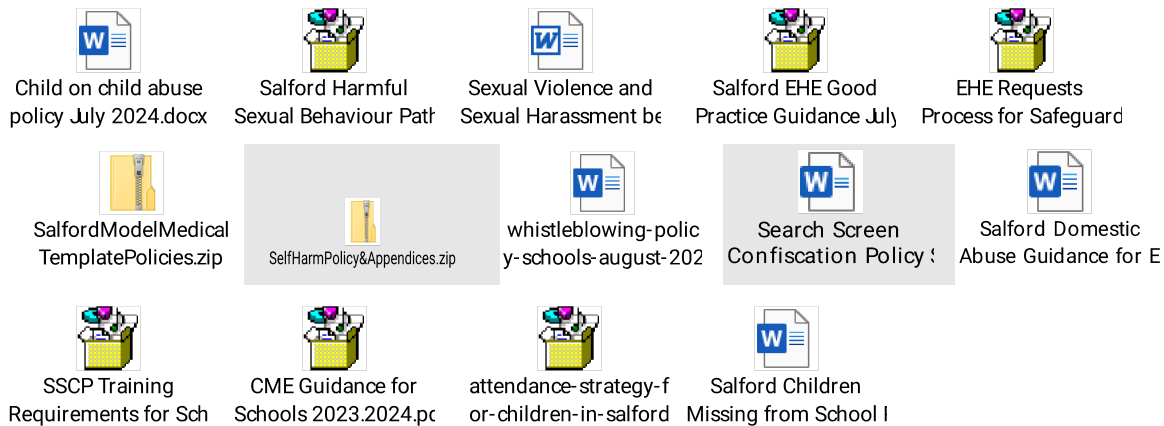 Child on child abuse
policy July 2024.docx
Salford Harmful
Sexual Behaviour Path
Sexual Violence and
Sexual Harassment be
Salford EHE Good
Practice Guidance July
EHE Requests
Process for Safeguard
SalfordModelMedical
TemplatePolicies.zip
SelfHarmPolicy&Appendices.zip
whistleblowing-polic
y-schools-august-202
Search Screen
Confiscation Policy S
Salford Domestic
Abuse Guidance for E
SSCP Training
Requirements for Sch
CME Guidance for
Schools 2023.2024.pd
attendance-strategy-f
or-children-in-salford
Salford Children
Missing from School